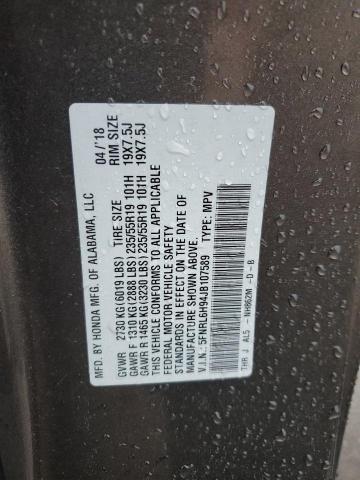 MFD. BY HONDA MFG. OF ALABAMA, LLC 04/'18
TIRE SIZE RIM SIZE
GVWR 2730 KG(6019 LBS)
GAWR F 1310 KG(2888 LBS) 235/55R19 101H 19X7.5J
GAWR R 1465 KG(3230 LBS) 235/55R19 101H 19X7.5J
THIS VEHICLE CONFORMS TO ALL APPLICABLE
FEDERAL MOTOR VEHICLE SAFETY
STANDARDS IN EFFECT ON THE DATE OF
MANUFACTURE SHOWN ABOVE.
V.I.N.: 5FNRL6H94JB107589 TYPE: MPV
THR J AL5 -NH862M -D-B